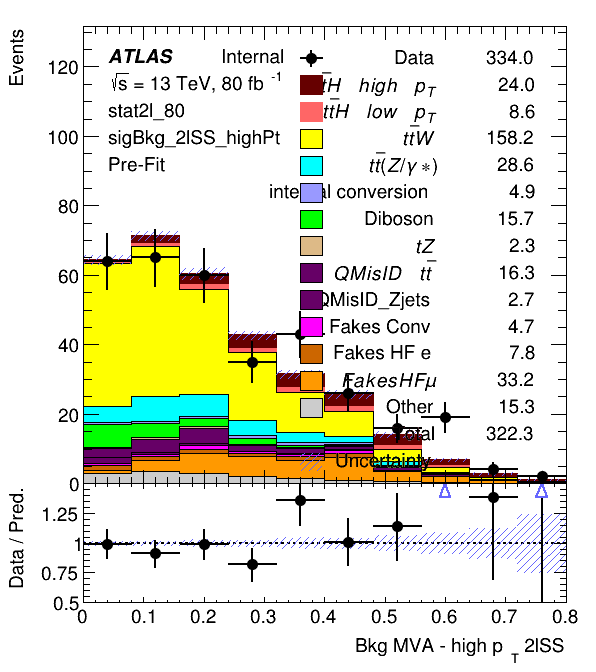 Events
ATLAS Internal
√s = 13 TeV, 80 fb -1
stat2l_80
sigBkg_2lSS_highPt
Pre-Fit
Data 334.0
tt̄H high pT 24.0
tt̄H low pT 8.6
tt̄W 158.2
tt̄(Z/γ*) 28.6
internal conversion 4.9
Diboson 15.7
tZ 2.3
QMisID tt̄ 16.3
QMisID_Zjets 2.7
Fakes Conv 4.7
Fakes HF e 7.8
FakesHFμ 33.2
Other 15.3
Total 322.3
Uncertainty
120
100
80
60
40
20
0
Data / Pred.
1.25
1
0.75
0.5
0 0.1 0.2 0.3 0.4 0.5 0.6 0.7 0.8
Bkg MVA - high p T 2lSS